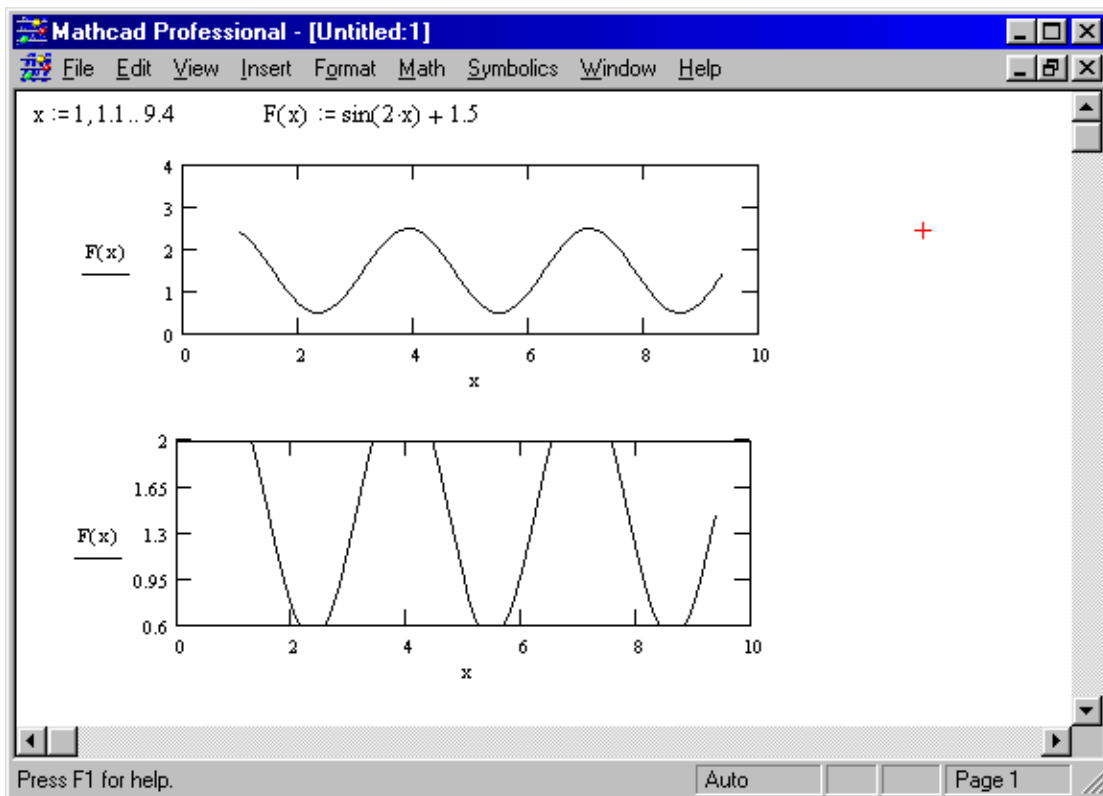 Mathcad Professional - [Untitled:1]
File Edit View Insert Format Math Symbolics Window Help
x := 1, 1.1 .. 9.4 F(x) := sin(2·x) + 1.5
4
3
2
1
0
F(x)
0 2 4 6 8 10
x
2
1.65
1.3
0.95
0.6
F(x)
0 2 4 6 8 10
x
Press F1 for help. Auto Page 1